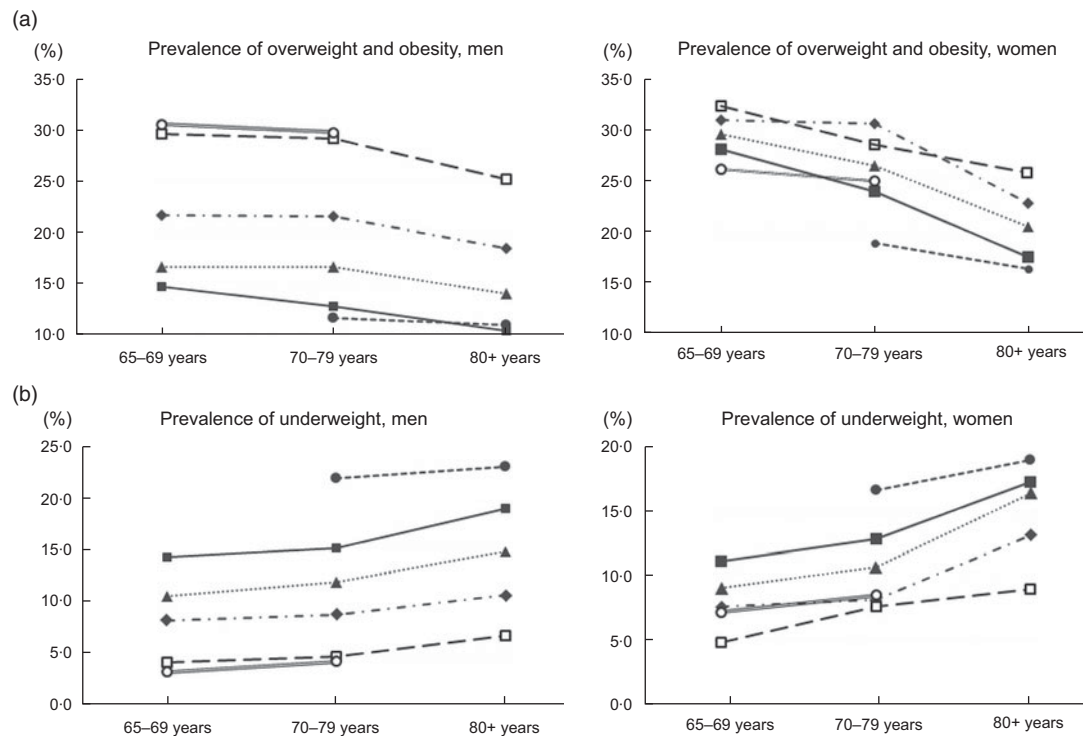 (a)
(%)
Prevalence of overweight and obesity, men
35·0
30·0
25·0
20·0
15·0
10·0
65–69 years
70–79 years
80+ years
(%)
Prevalence of overweight and obesity, women
35·0
30·0
25·0
20·0
15·0
10·0
65–69 years
70–79 years
80+ years
(b)
(%)
Prevalence of underweight, men
25·0
20·0
15·0
10·0
5·0
0·0
65–69 years
70–79 years
80+ years
(%)
Prevalence of underweight, women
20·0
15·0
10·0
5·0
0·0
65–69 years
70–79 years
80+ years